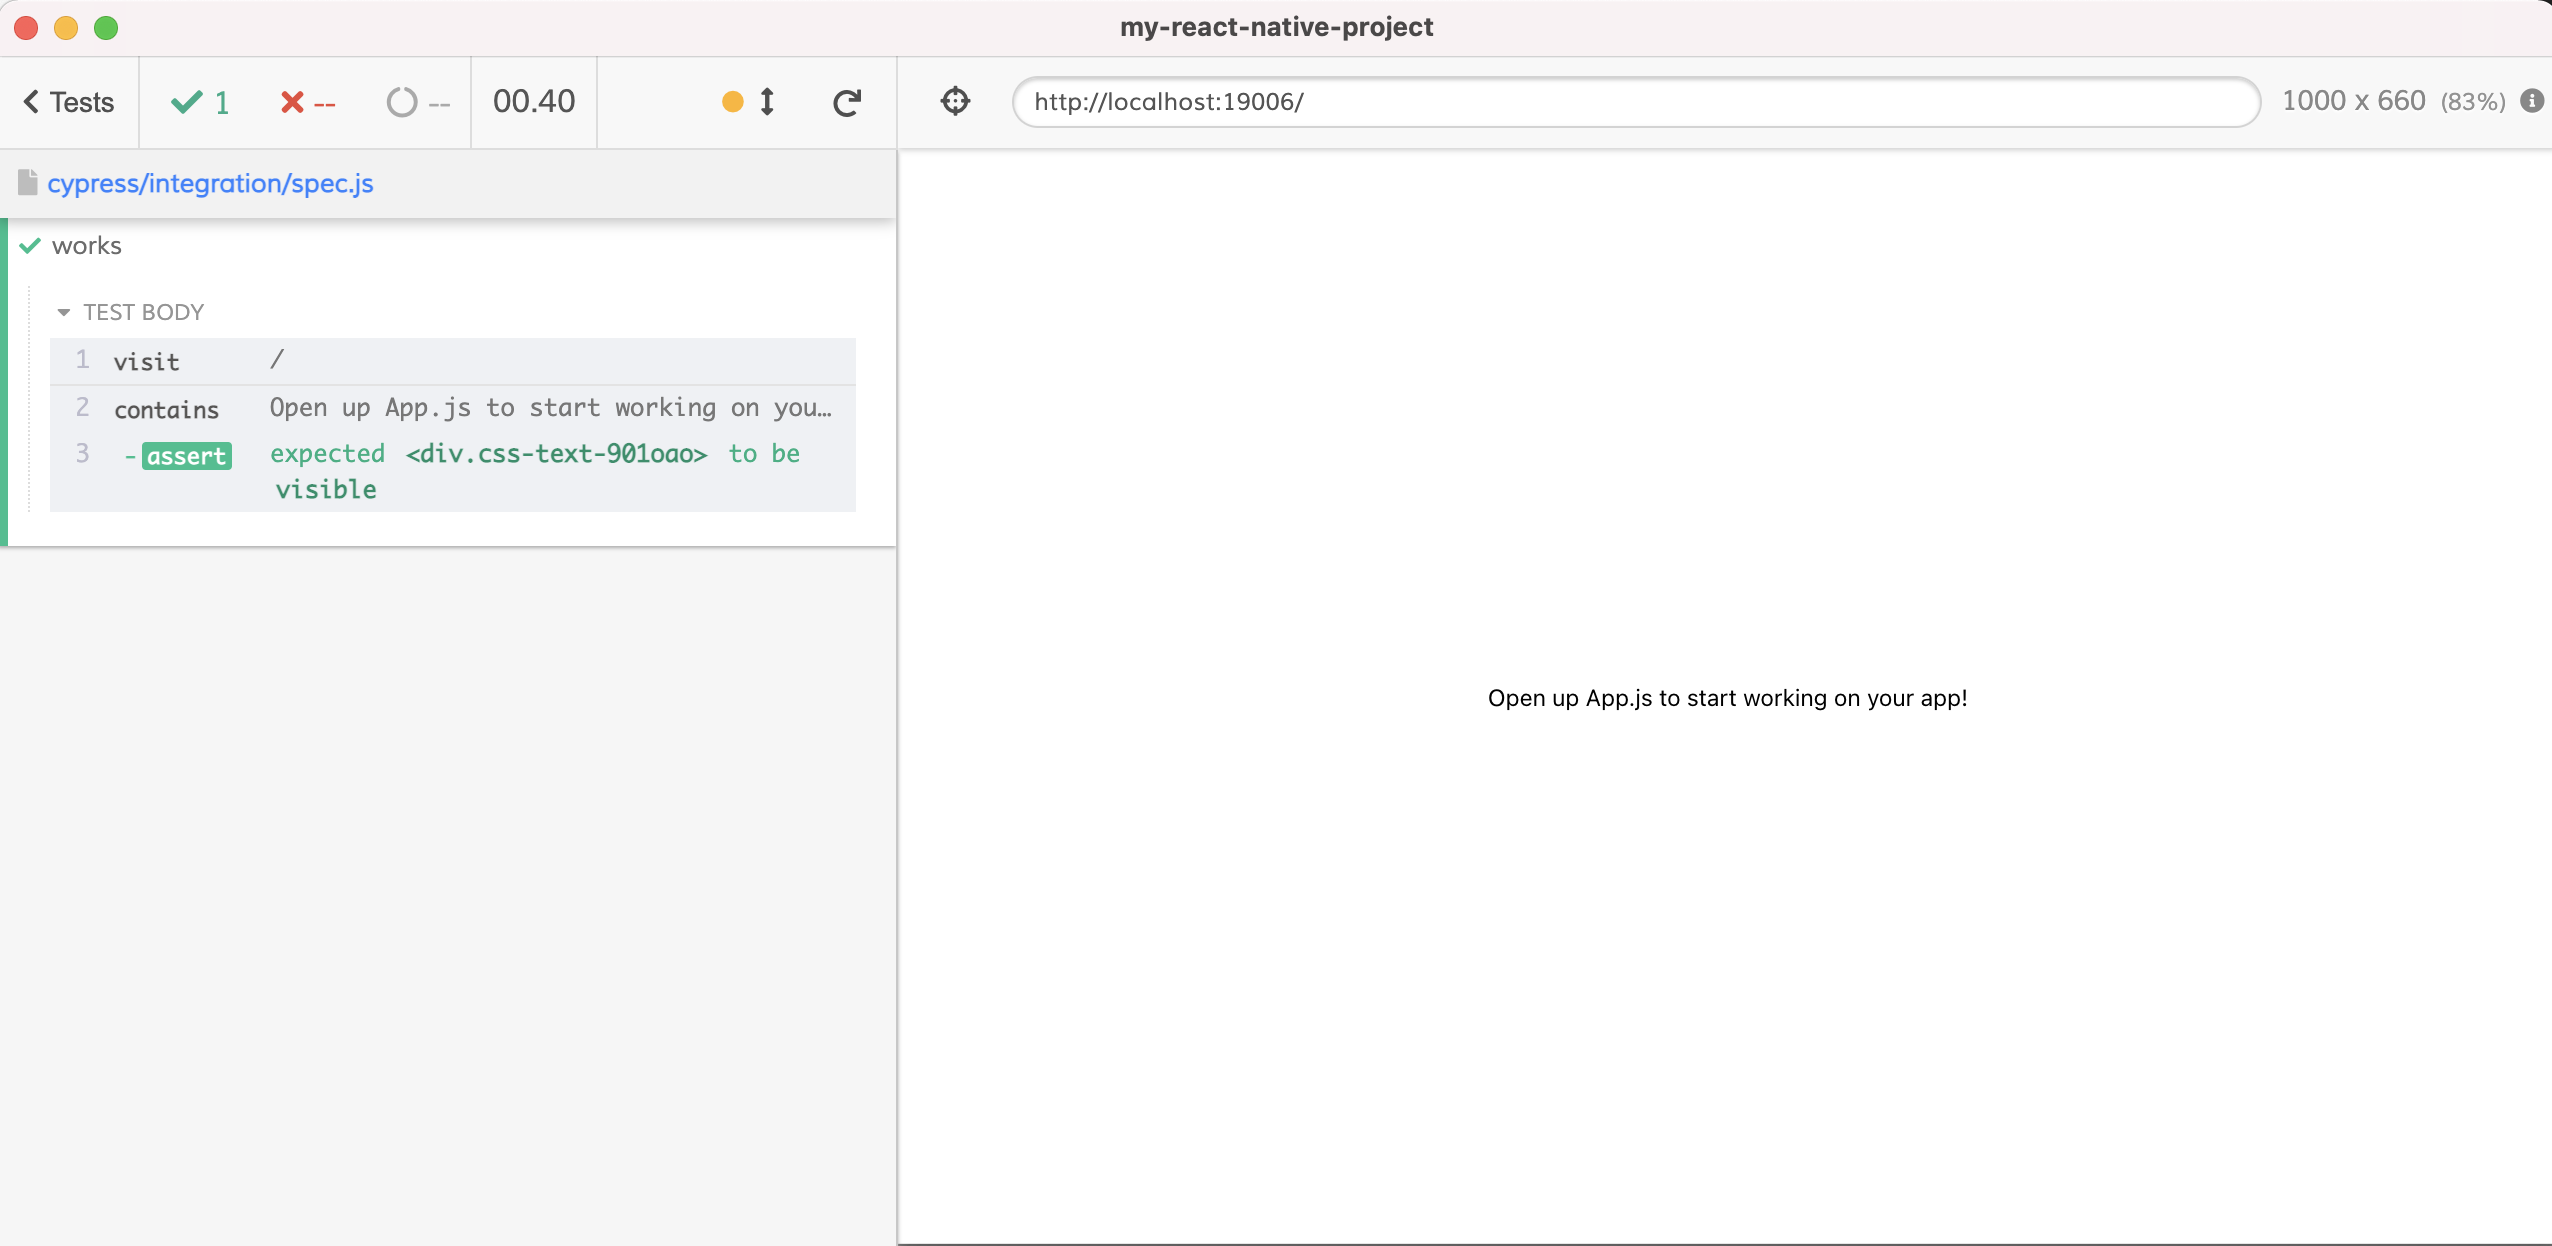 my-react-native-project
Tests 1 -- -- 00.40
http://localhost:19006/ 1000 x 660 (83%)
cypress/integration/spec.js
works
TEST BODY
1 visit /
2 contains Open up App.js to start working on you…
3 -assert expected <div.css-text-901oao> to be
visible
Open up App.js to start working on your app!